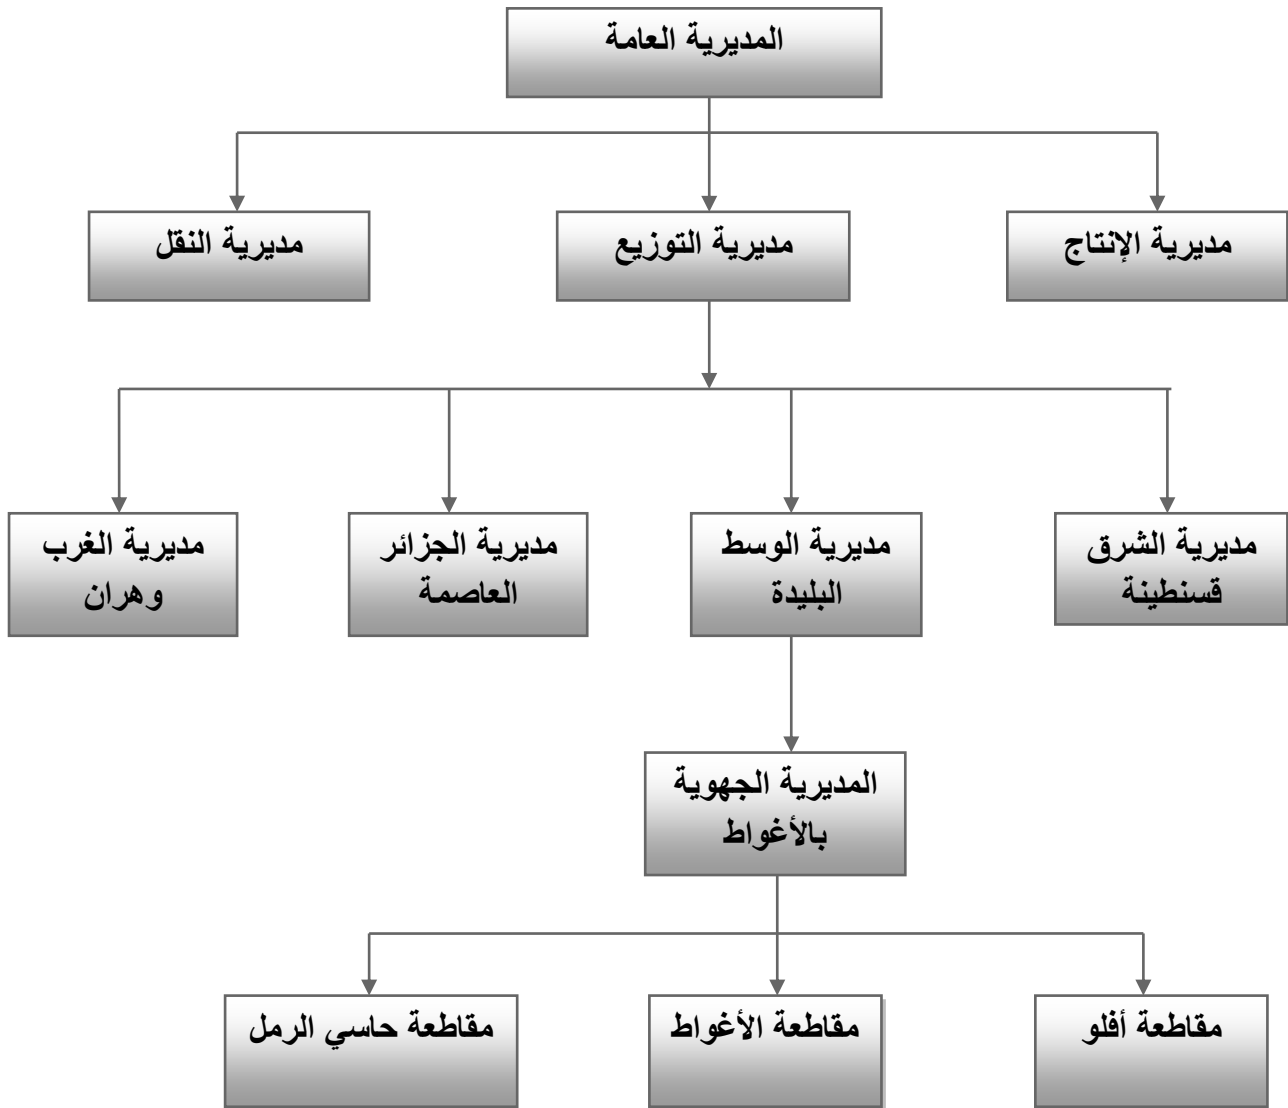 المديرية العامة
مديرية الإنتاج
مديرية التوزيع
مديرية النقل
مديرية الشرق
قسنطينة
مديرية الوسط
البليدة
مديرية الجزائر
العاصمة
مديرية الغرب
وهران
المديرية الجهوية
بالأغواط
مقاطعة أفلو
مقاطعة الأغواط
مقاطعة حاسي الرمل